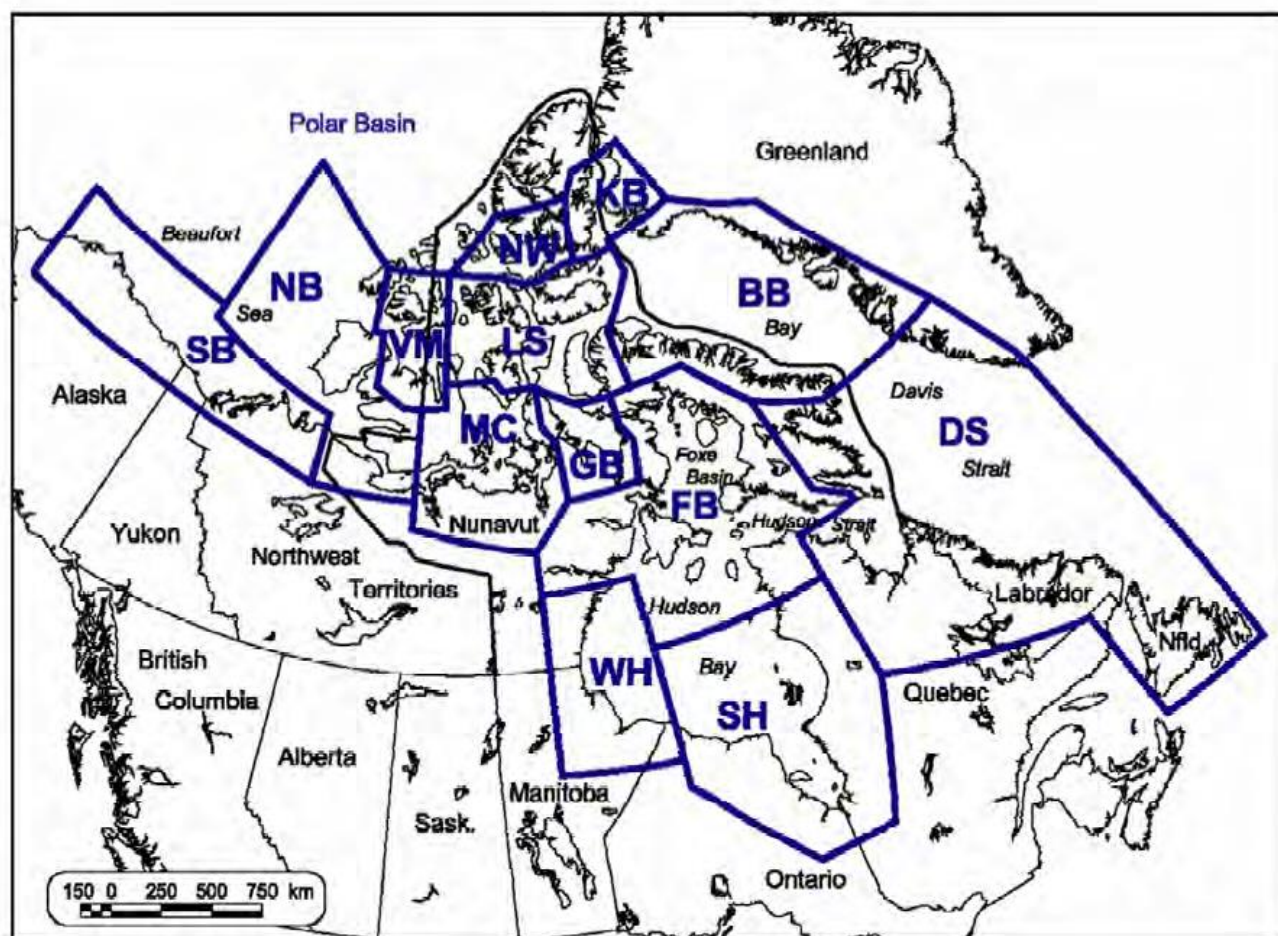 Polar Basin
Greenland
KB
Beaufort
NW
NB
Sea
BB
Bay
SB
VM
LS
Alaska
Davis
MC
DS
GB
Foxe
Basin
Strait
FB
Hudson
Strait
Nunavut
Yukon
Northwest
Territories
Labrador
Hudson
Nfld
British
Columbia
WH
Bay
Quebec
SH
Alberta
Manitoba
Sask.
Ontario
150 0 250 500 750 km